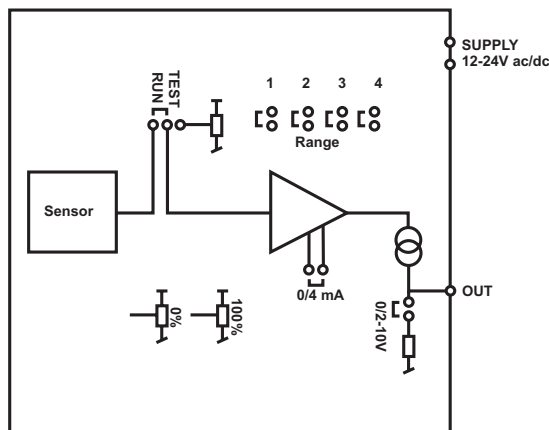 SUPPLY
12-24V ac/dc
TEST
RUN
1 2 3 4
Range
Sensor
0/4 mA
OUT
0%
100%
0/2-10V